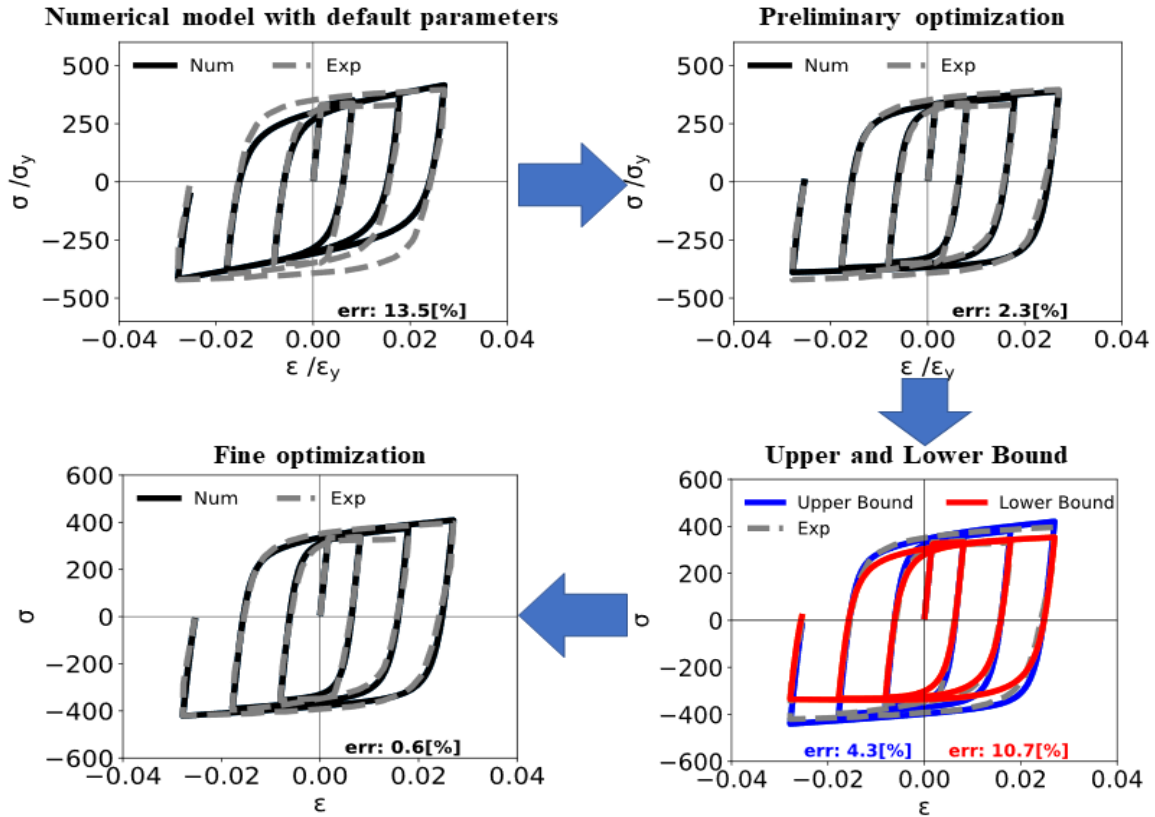 Numerical model with default parameters
500
250
0
−250
−500
σ /σy
Num
Exp
err: 13.5[%]
−0.04
−0.02
0.00
0.02
0.04
ε /εy
Preliminary optimization
500
250
0
−250
−500
σ /σy
Num
Exp
err: 2.3[%]
−0.04
−0.02
0.00
0.02
0.04
ε /εy
Fine optimization
600
400
200
0
−200
−400
−600
σ
Num
Exp
err: 0.6[%]
−0.04
−0.02
0.00
0.02
0.04
ε
Upper and Lower Bound
600
400
200
0
−200
−400
−600
σ
Upper Bound
Lower Bound
Exp
err: 4.3[%]
err: 10.7[%]
−0.04
−0.02
0.00
0.02
0.04
ε